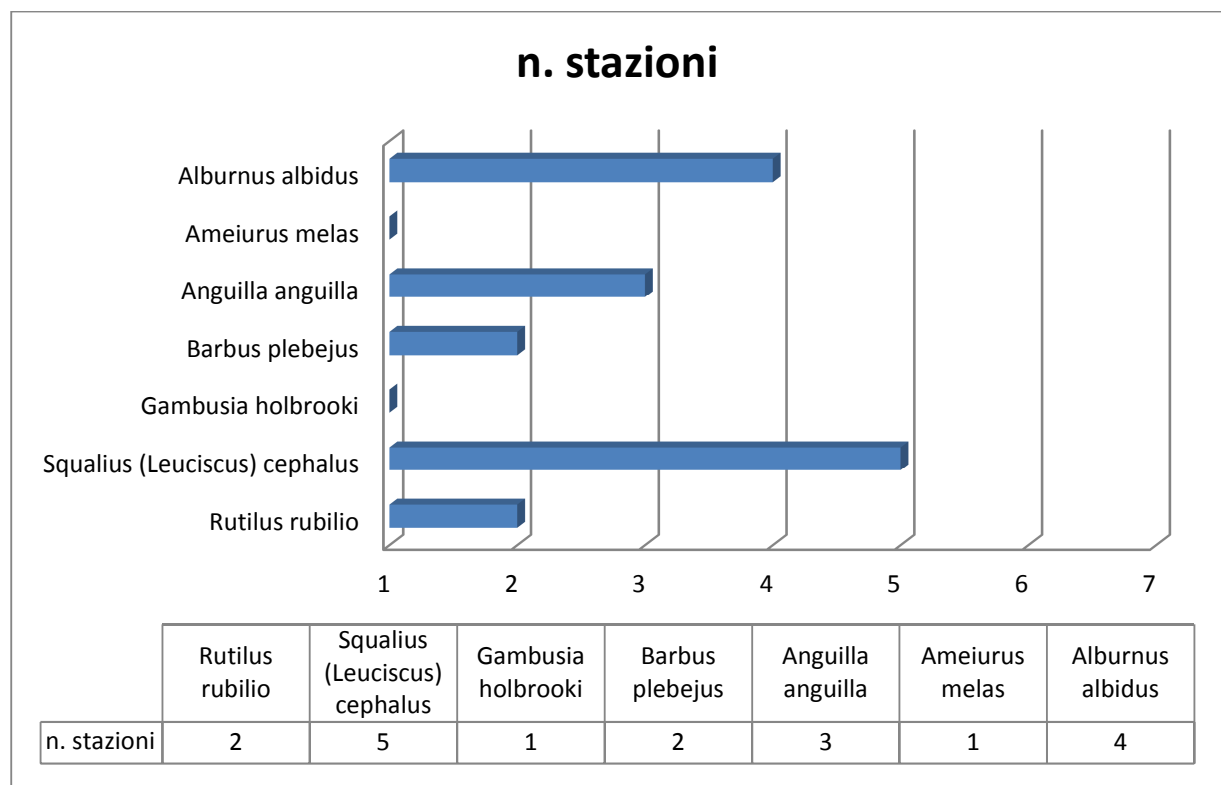 n. stazioni
Alburnus albidus
Ameiurus melas
Anguilla anguilla
Barbus plebejus
Gambusia holbrooki
Squalius (Leuciscus) cephalus
Rutilus rubilio
1 2 3 4 5 6 7
Rutilus rubilio
Squalius (Leuciscus) cephalus
Gambusia holbrooki
Barbus plebejus
Anguilla anguilla
Ameiurus melas
Alburnus albidus
n. stazioni 2 5 1 2 3 1 4